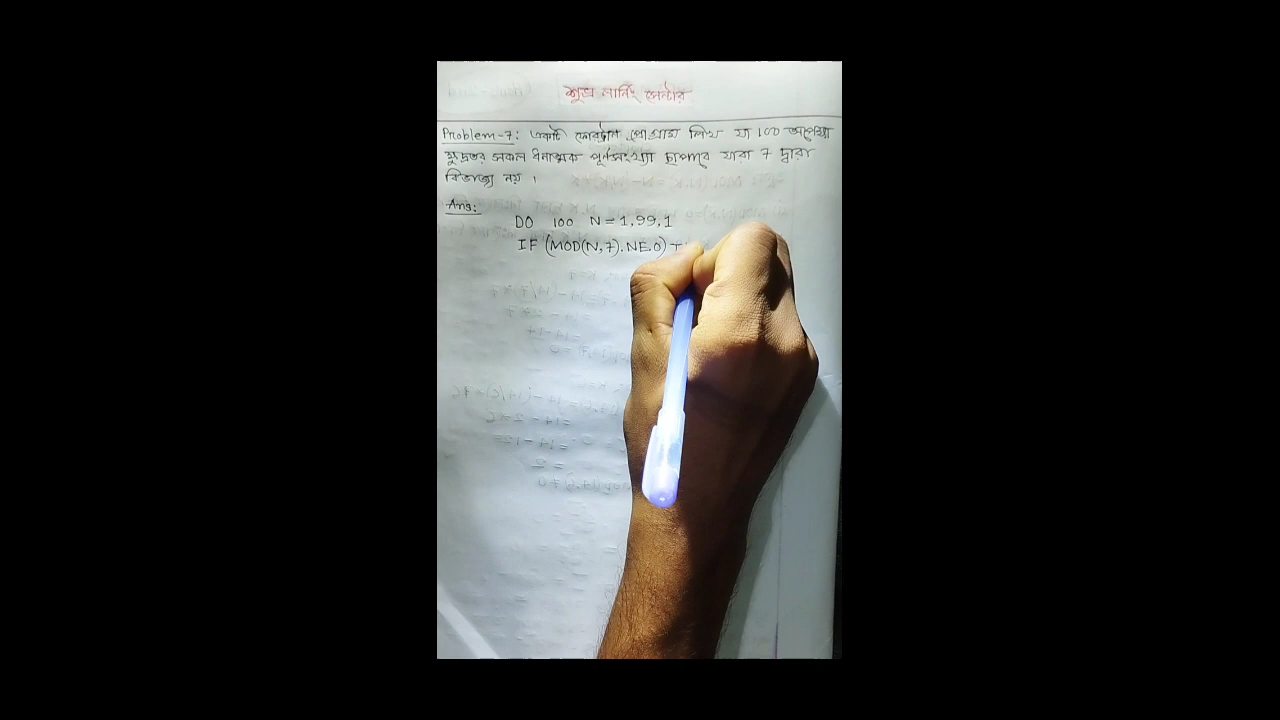 শুভ্র লার্নিং সেন্টার
Problem-7: একটি ফোরট্রান প্রোগ্রাম লিখ যা 100 অপেক্ষা
ক্ষুদ্রতর সকল ধনাত্মক পূর্ণসংখ্যা ছাপাবে যারা 7 দ্বারা
বিভাজ্য নয় ।
Ans:
DO 100 N = 1,99,1
IF (MOD(N,7).NE.0) T